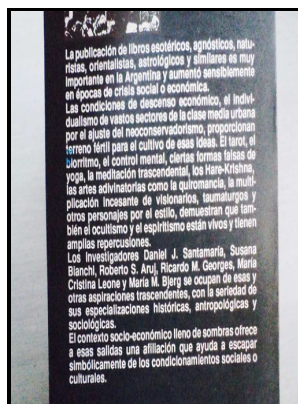 La publicación de libros esotéricos, agnósticos, natu-
ristas, orientalistas, astrológicos y similares es muy
importante en la Argentina y aumentó sensiblemente
en épocas de crisis social o económica.
Las condiciones de descenso económico, el indivi-
dualismo de vastos sectores de la clase media urbana
por el ajuste del neoconservadorismo, proporcionan
terreno fértil para el cultivo de esas ideas. El tarot, el
biorritmo, el control mental, ciertas formas falsas de
yoga, la meditación trascendental, los Hare-Krishna,
las artes adivinatorias como la quiromancia, la multi-
plicación incesante de visionarios, taumaturgos y
otros personajes por el estilo, demuestran que tam-
bién el ocultismo y el espiritismo están vivos y tienen
amplias repercusiones.
Los investigadores Daniel J. Santamaría, Susana
Bianchi, Roberto S. Aruj, Ricardo M. Georges, María
Cristina Leone y María M. Bjerg se ocupan de esas y
otras aspiraciones trascendentes, con la seriedad de
sus especializaciones históricas, antropológicas y
sociológicas.
El contexto socio-económico lleno de sombras ofrece
a esas salidas una afiliación que ayuda a escapar
simbólicamente de los condicionamientos sociales o
culturales.